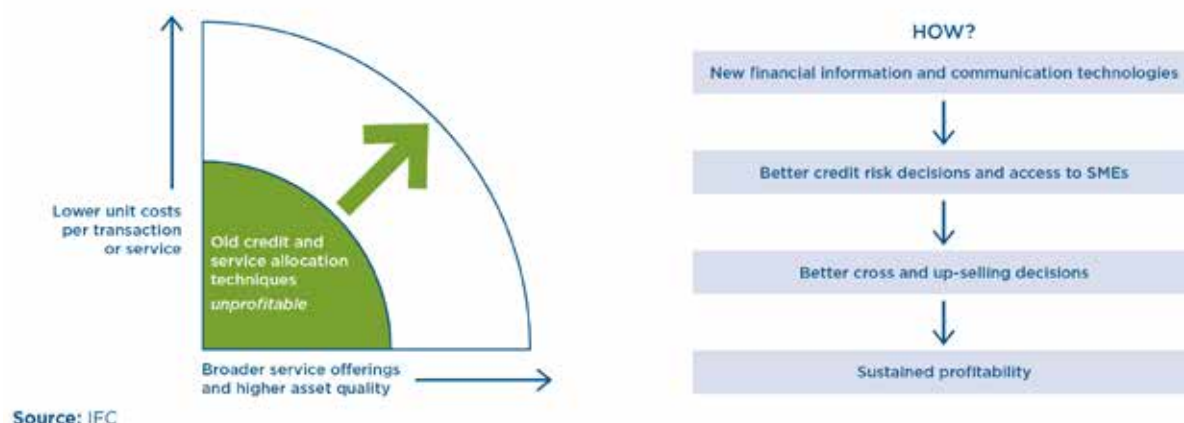 Lower unit costs
per transaction
or service
Old credit and
service allocation
techniques
unprofitable
Broader service offerings
and higher asset quality
Source: IFC
HOW?
New financial information and communication technologies
Better credit risk decisions and access to SMEs
Better cross and up-selling decisions
Sustained profitability